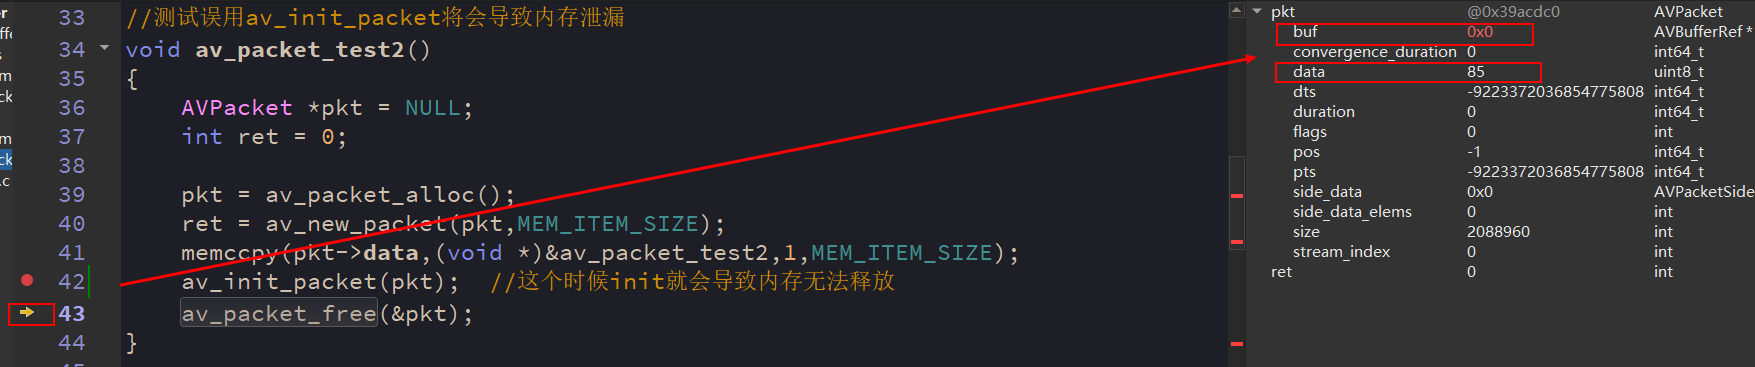 er
ffe
s
m
ck
m
ck
.c
33 //测试误用av_init_packet将会导致内存泄漏
34 void av_packet_test2()
35 {
36 AVPacket *pkt = NULL;
37 int ret = 0;
38
39 pkt = av_packet_alloc();
40 ret = av_new_packet(pkt,MEM_ITEM_SIZE);
41 memccpy(pkt->data,(void *)&av_packet_test2,1,MEM_ITEM_SIZE);
42 av_init_packet(pkt); //这个时候init就会导致内存无法释放
43 av_packet_free(&pkt);
44 }
pkt @0x39acdc0 AVPacket
buf 0x0 AVBufferRef *
convergence_duration 0 int64_t
data 85 uint8_t
dts -9223372036854775808 int64_t
duration 0 int64_t
flags 0 int
pos -1 int64_t
pts -9223372036854775808 int64_t
side_data 0x0 AVPacketSide
side_data_elems 0 int
size 2088960 int
stream_index 0 int
ret 0 int